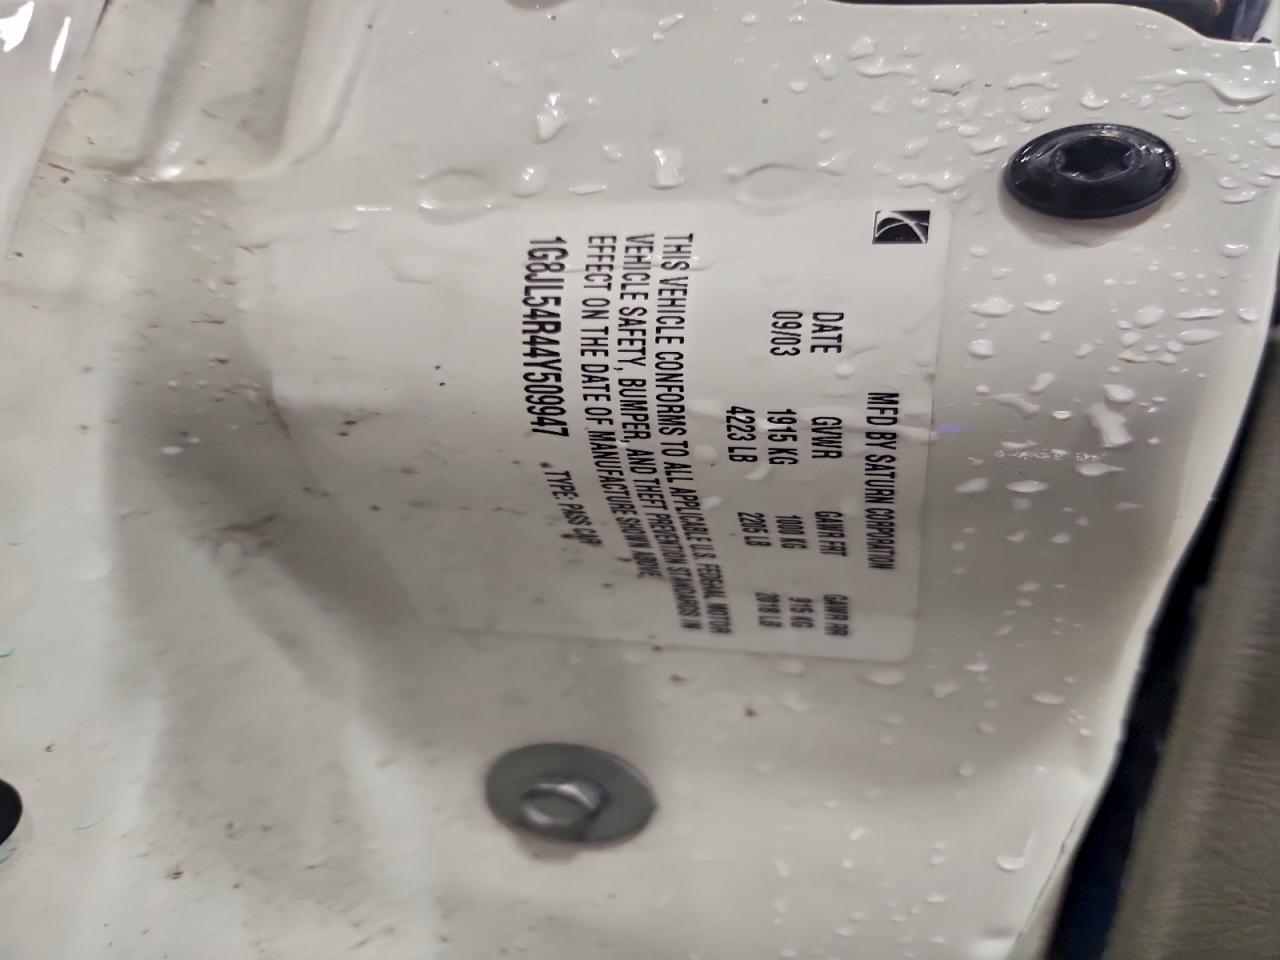 MFD BY SATURN CORPORATION
DATE GVWR GAWR FRT GAWR RR
09/03 1915 KG 1000 KG 915 KG
4223 LB 2205 LB 2018 LB
THIS VEHICLE CONFORMS TO ALL APPLICABLE U.S. FEDERAL MOTOR
VEHICLE SAFETY, BUMPER, AND THEFT PREVENTION STANDARDS IN
EFFECT ON THE DATE OF MANUFACTURE SHOWN ABOVE
1G8JL54R44Y509947 TYPE: PASS CAR